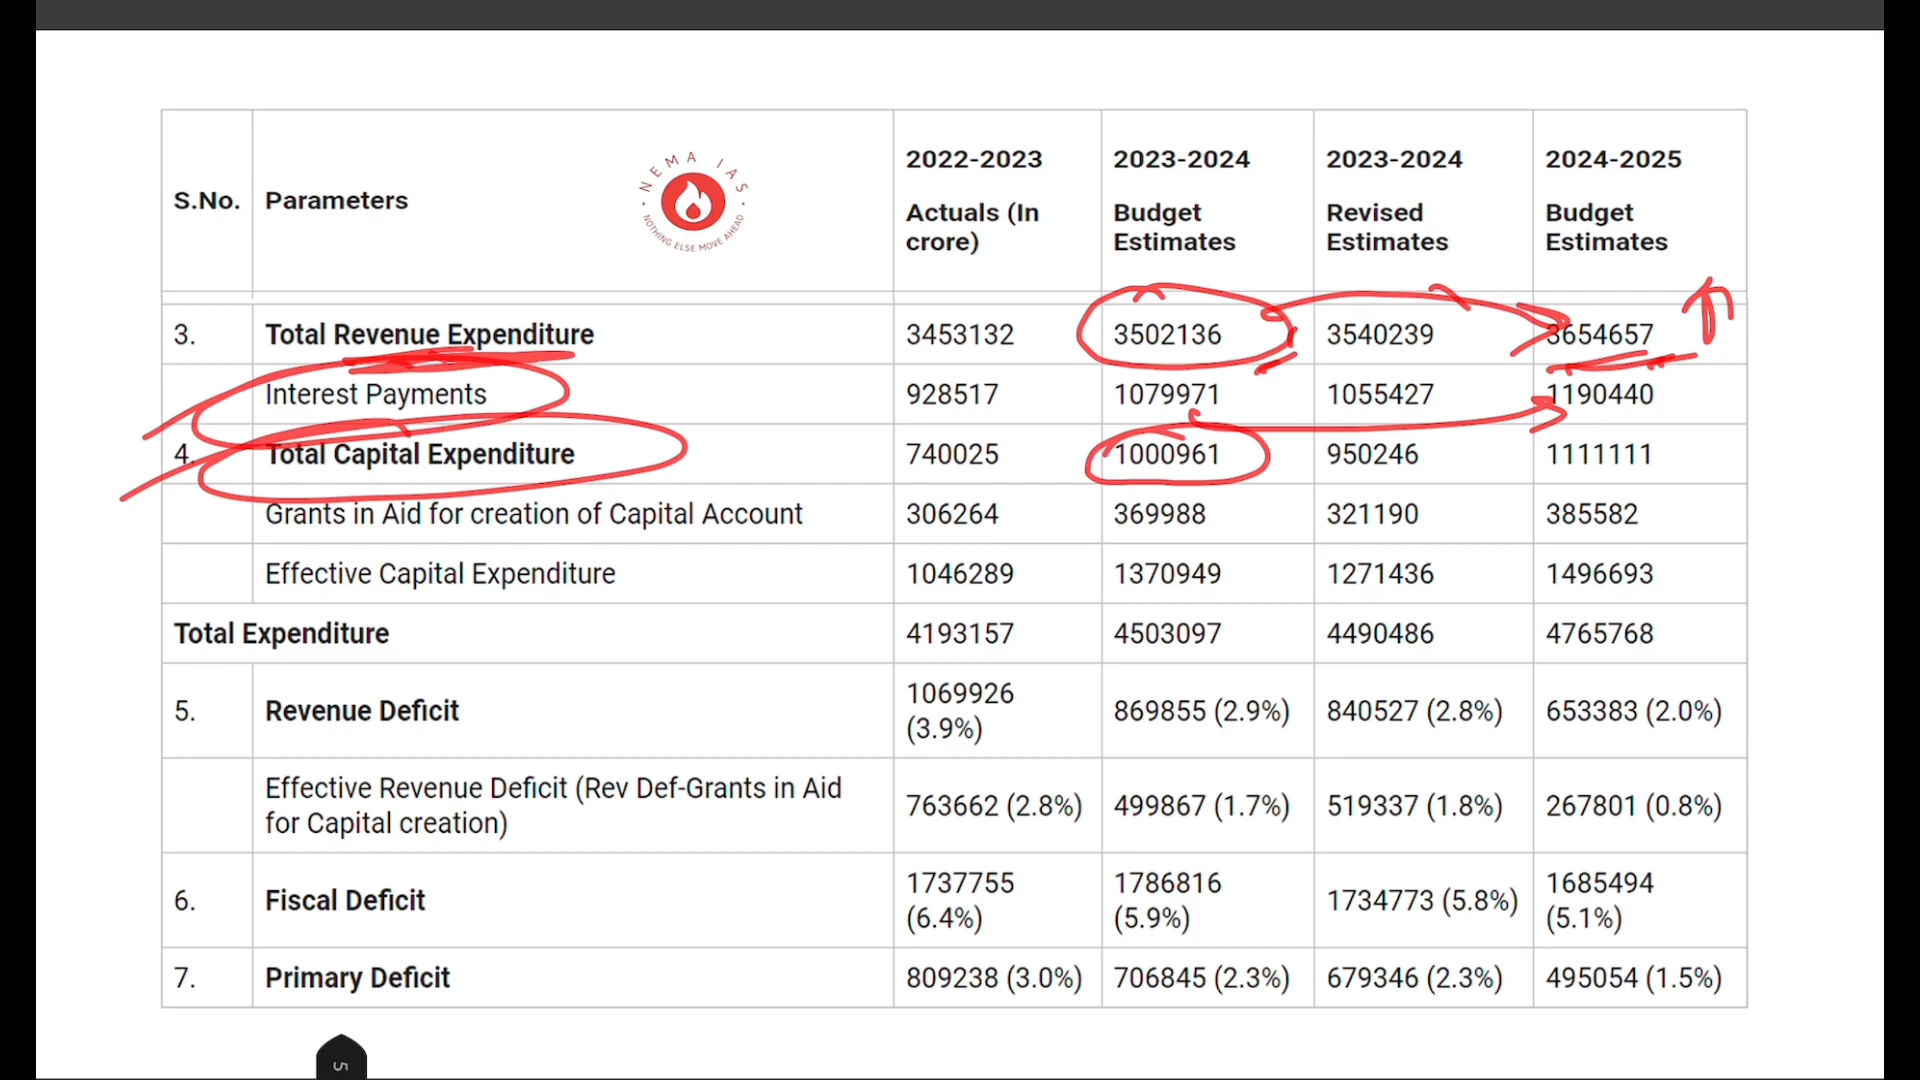 S.No.
Parameters
NEMA IAS
NOTHING ELSE MOVE AHEAD
2022-2023
Actuals (In
crore)
2023-2024
Budget
Estimates
2023-2024
Revised
Estimates
2024-2025
Budget
Estimates
3. Total Revenue Expenditure 3453132 3502136 3540239 3654657
Interest Payments 928517 1079971 1055427 1190440
4. Total Capital Expenditure 740025 1000961 950246 1111111
Grants in Aid for creation of Capital Account 306264 369988 321190 385582
Effective Capital Expenditure 1046289 1370949 1271436 1496693
Total Expenditure 4193157 4503097 4490486 4765768
5. Revenue Deficit
1069926
(3.9%)
869855 (2.9%) 840527 (2.8%) 653383 (2.0%)
Effective Revenue Deficit (Rev Def-Grants in Aid
for Capital creation)
763662 (2.8%) 499867 (1.7%) 519337 (1.8%) 267801 (0.8%)
6. Fiscal Deficit
1737755
(6.4%)
1786816
(5.9%)
1734773 (5.8%)
1685494
(5.1%)
7. Primary Deficit 809238 (3.0%) 706845 (2.3%) 679346 (2.3%) 495054 (1.5%)
5